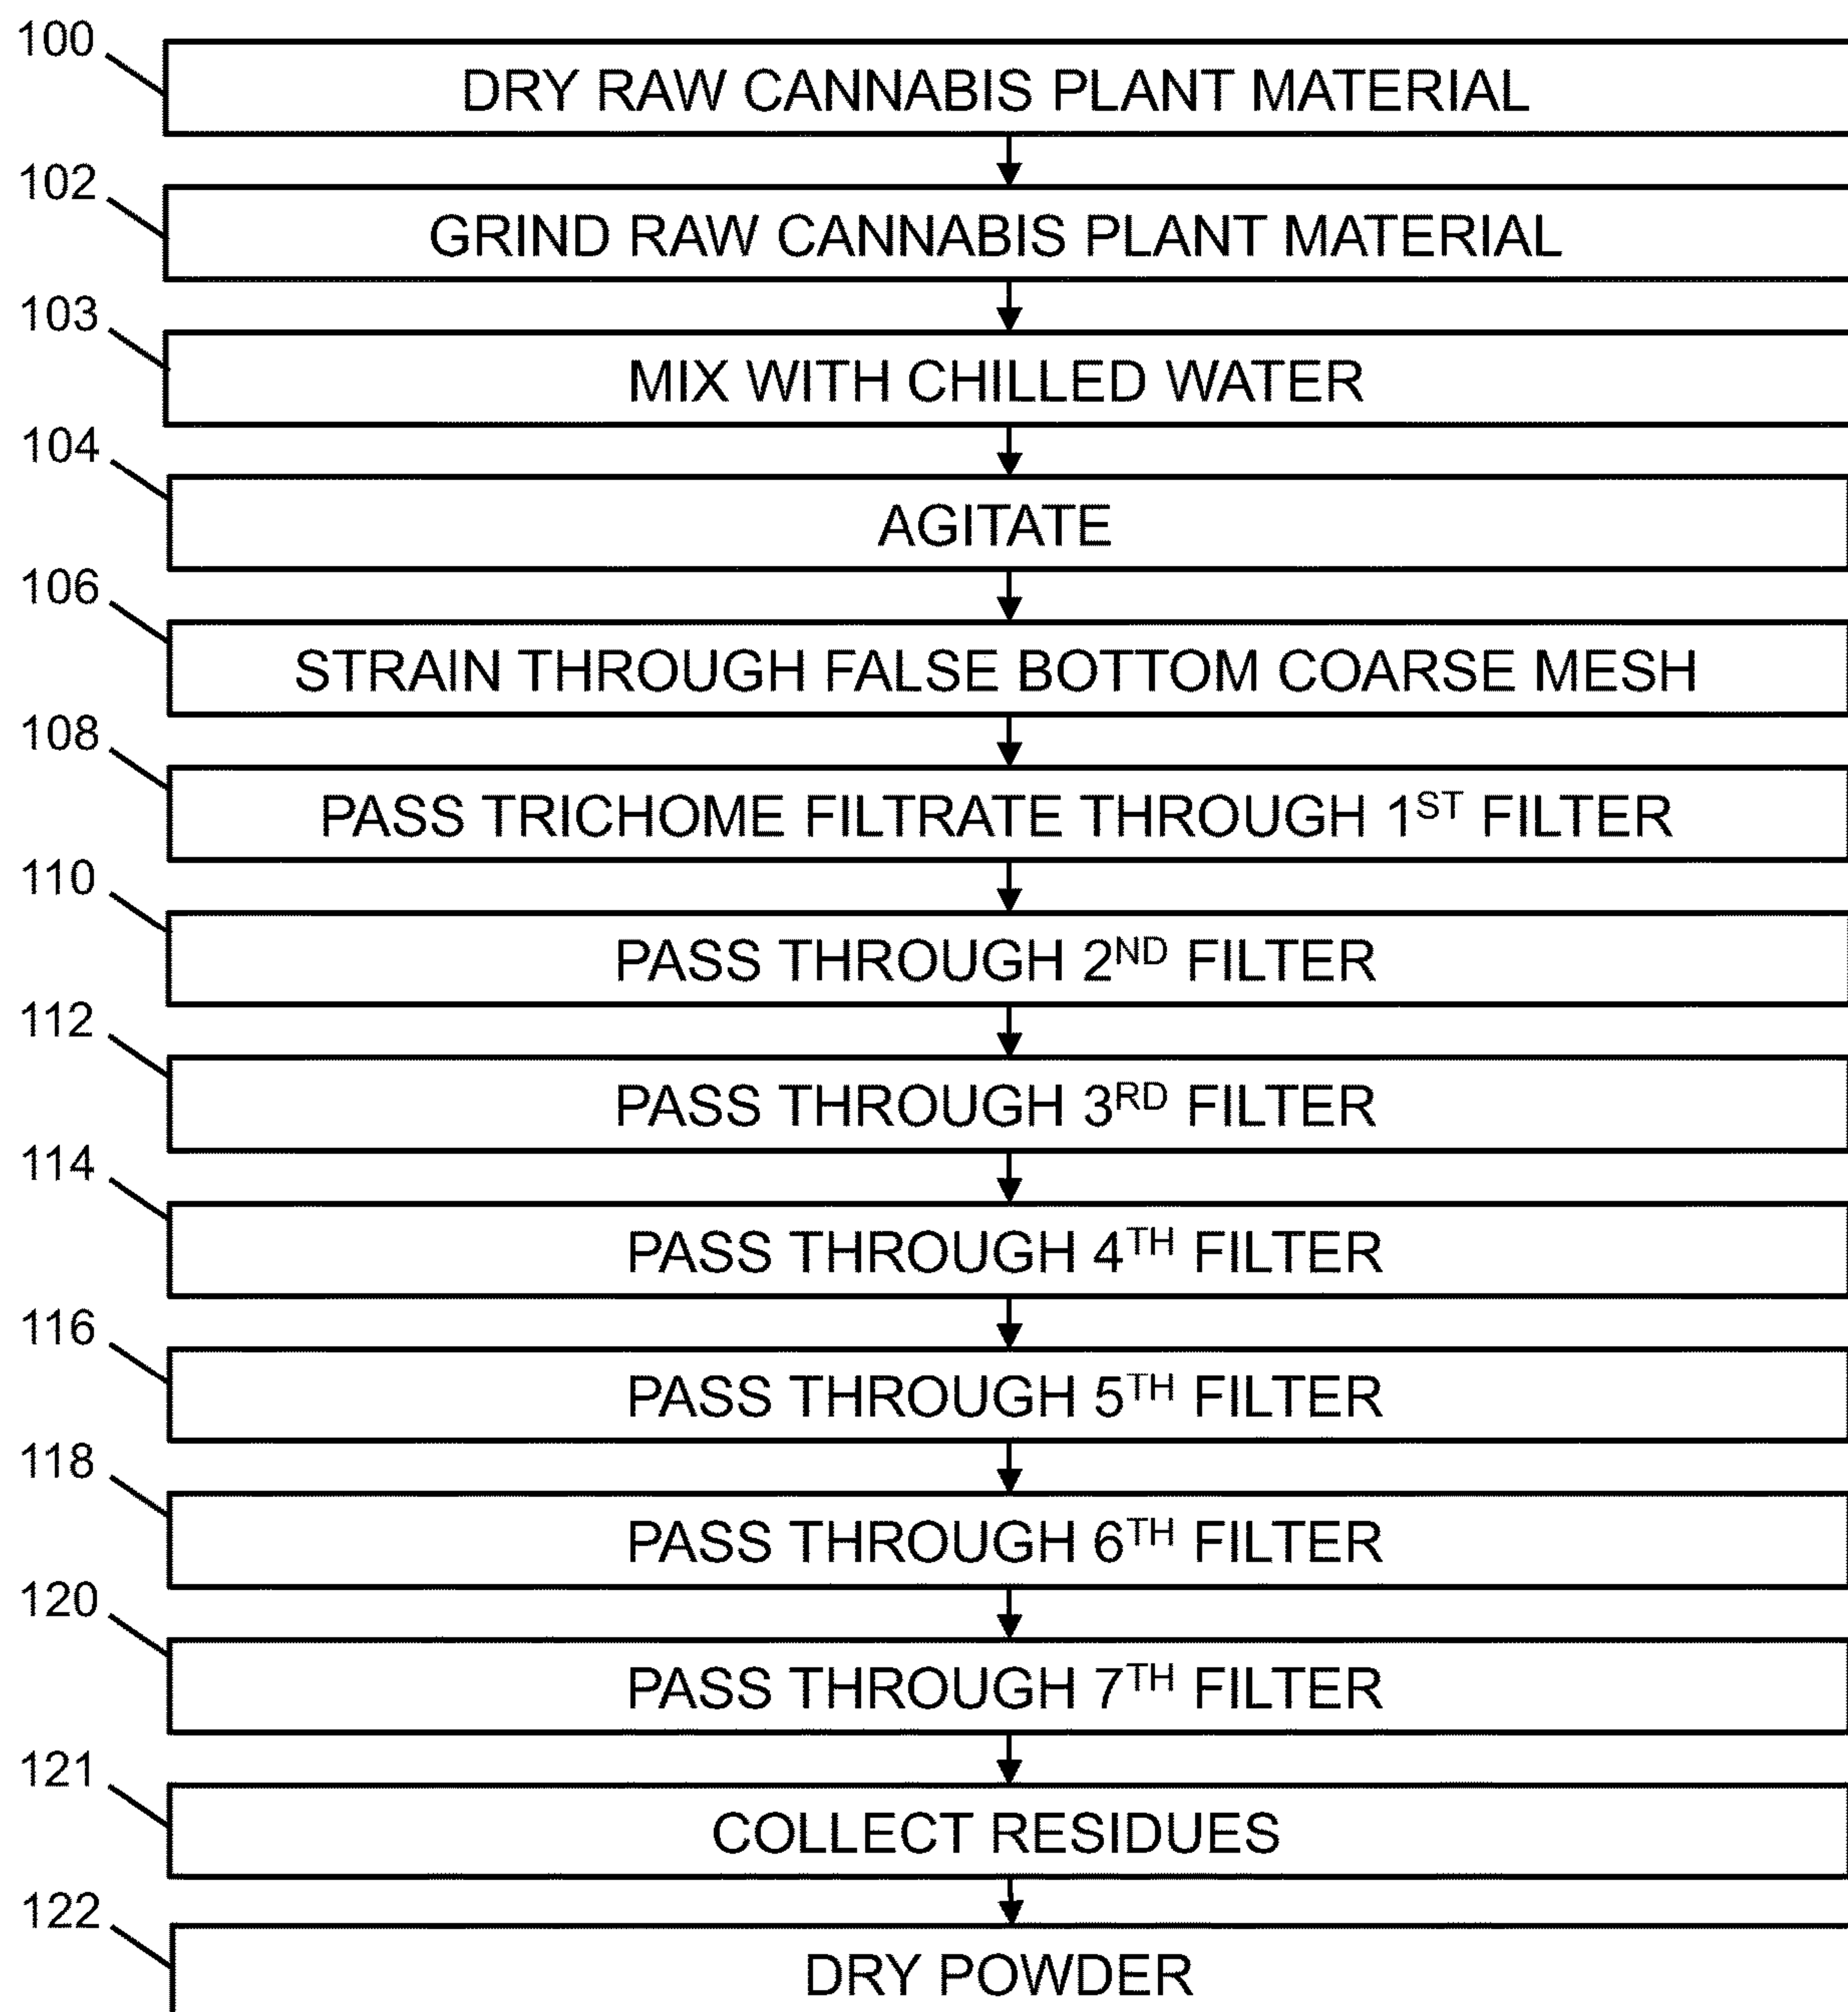 100
DRY RAW CANNABIS PLANT MATERIAL
102
GRIND RAW CANNABIS PLANT MATERIAL
103
MIX WITH CHILLED WATER
104
AGITATE
106
STRAIN THROUGH FALSE BOTTOM COARSE MESH
108
PASS TRICHOME FILTRATE THROUGH 1ST FILTER
110
PASS THROUGH 2ND FILTER
112
PASS THROUGH 3RD FILTER
114
PASS THROUGH 4TH FILTER
116
PASS THROUGH 5TH FILTER
118
PASS THROUGH 6TH FILTER
120
PASS THROUGH 7TH FILTER
121
COLLECT RESIDUES
122
DRY POWDER